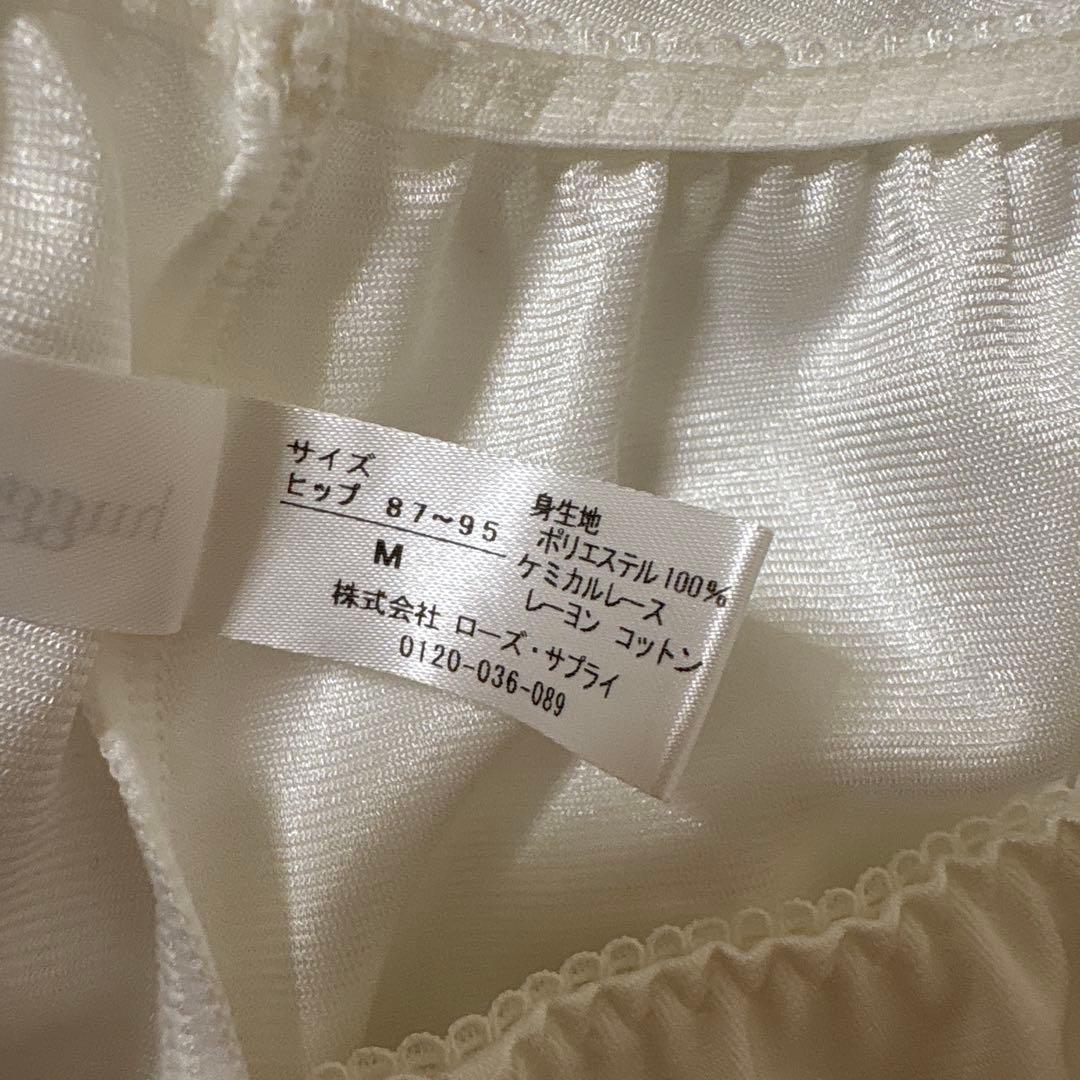 サイズ
ヒップ 87~95
M
株式会社 ローズ・サプライ
0120-036-089
身生地
ポリエステル100%
ケミカルレース
レーヨン コットン